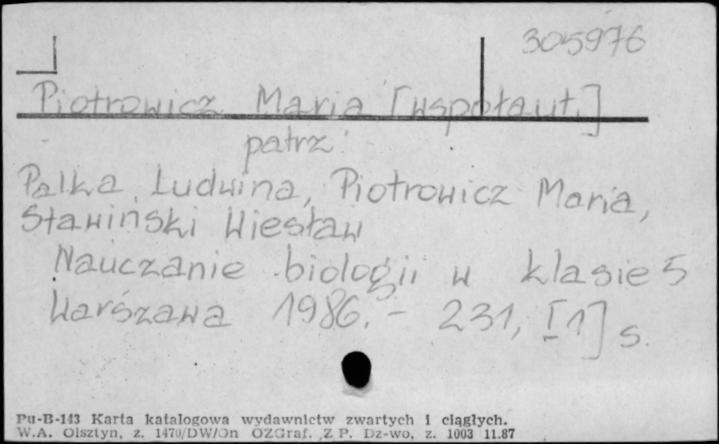 305976
Piotrowicz Maria [współaut.]
patrz:
Palka Ludwina, Piotrowicz Maria,
Stawiński Wiesław
Nauczanie biologii w klasie 5
Warszawa 1986. - 231, [1] s.
Pu-B-143 Karta katalogowa wydawnictw zwartych i ciągłych.
W.A. Olsztyn, z. 1470/DW/On OZGraf. Z P. Dz-wo, z. 1003 11.87